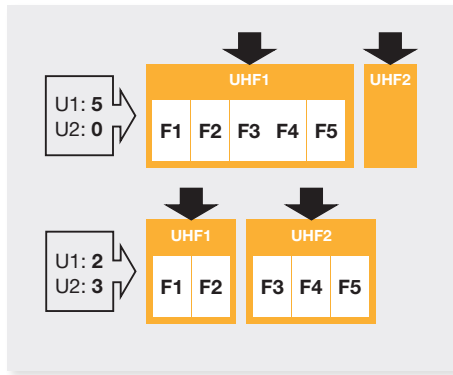 UHF1 UHF2
U1: 5
U2: 0
F1 F2 F3 F4 F5
UHF1 UHF2
U1: 2
U2: 3
F1 F2 F3 F4 F5